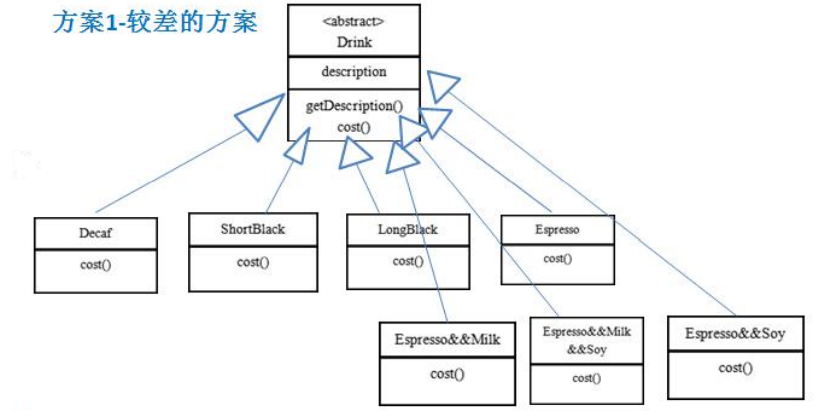 方案1-较差的方案
<abstract>
Drink
description
getDescription()
cost()
Decaf
cost()
ShortBlack
cost()
LongBlack
cost()
Espresso
cost()
Espresso&&Milk
cost()
Espresso&&Milk
&&Soy
cost()
Espresso&&Soy
cost()